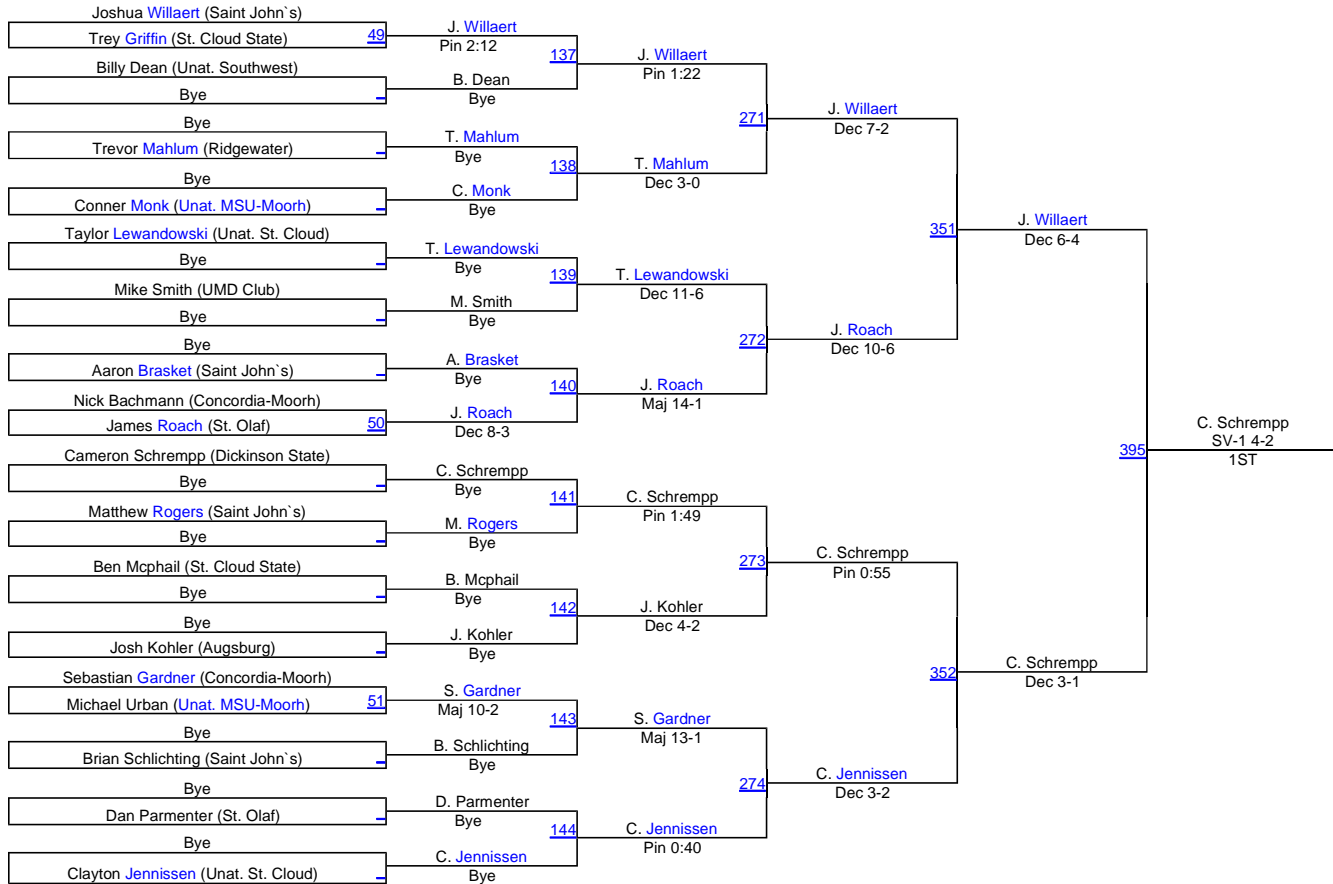 Joshua Willaert (Saint John`s)
Trey Griffin (St. Cloud State)
49
Billy Dean (Unat. Southwest)
Bye
Bye
Trevor Mahlum (Ridgewater)
Bye
Conner Monk (Unat. MSU-Moorh)
Taylor Lewandowski (Unat. St. Cloud)
Bye
Mike Smith (UMD Club)
Bye
Bye
Aaron Brasket (Saint John`s)
Nick Bachmann (Concordia-Moorh)
James Roach (St. Olaf)
50
Cameron Schrempp (Dickinson State)
Bye
Matthew Rogers (Saint John`s)
Bye
Ben Mcphail (St. Cloud State)
Bye
Bye
Josh Kohler (Augsburg)
Sebastian Gardner (Concordia-Moorh)
Michael Urban (Unat. MSU-Moorh)
51
Bye
Brian Schlichting (Saint John`s)
Bye
Dan Parmenter (St. Olaf)
Bye
Clayton Jennissen (Unat. St. Cloud)
J. Willaert
Pin 2:12
137
B. Dean
Bye
T. Mahlum
Bye
138
C. Monk
Bye
T. Lewandowski
Bye
139
M. Smith
Bye
A. Brasket
Bye
140
J. Roach
Dec 8-3
C. Schrempp
Bye
141
M. Rogers
Bye
B. Mcphail
Bye
142
J. Kohler
Bye
S. Gardner
Maj 10-2
143
B. Schlichting
Bye
D. Parmenter
Bye
144
C. Jennissen
Bye
J. Willaert
Pin 1:22
271
T. Mahlum
Dec 3-0
T. Lewandowski
Dec 11-6
272
J. Roach
Maj 14-1
C. Schrempp
Pin 1:49
273
J. Kohler
Dec 4-2
S. Gardner
Maj 13-1
274
C. Jennissen
Pin 0:40
J. Willaert
Dec 7-2
351
J. Roach
Dec 10-6
C. Schrempp
Pin 0:55
352
C. Jennissen
Dec 3-2
J. Willaert
Dec 6-4
395
C. Schrempp
Dec 3-1
C. Schrempp
SV-1 4-2
1ST